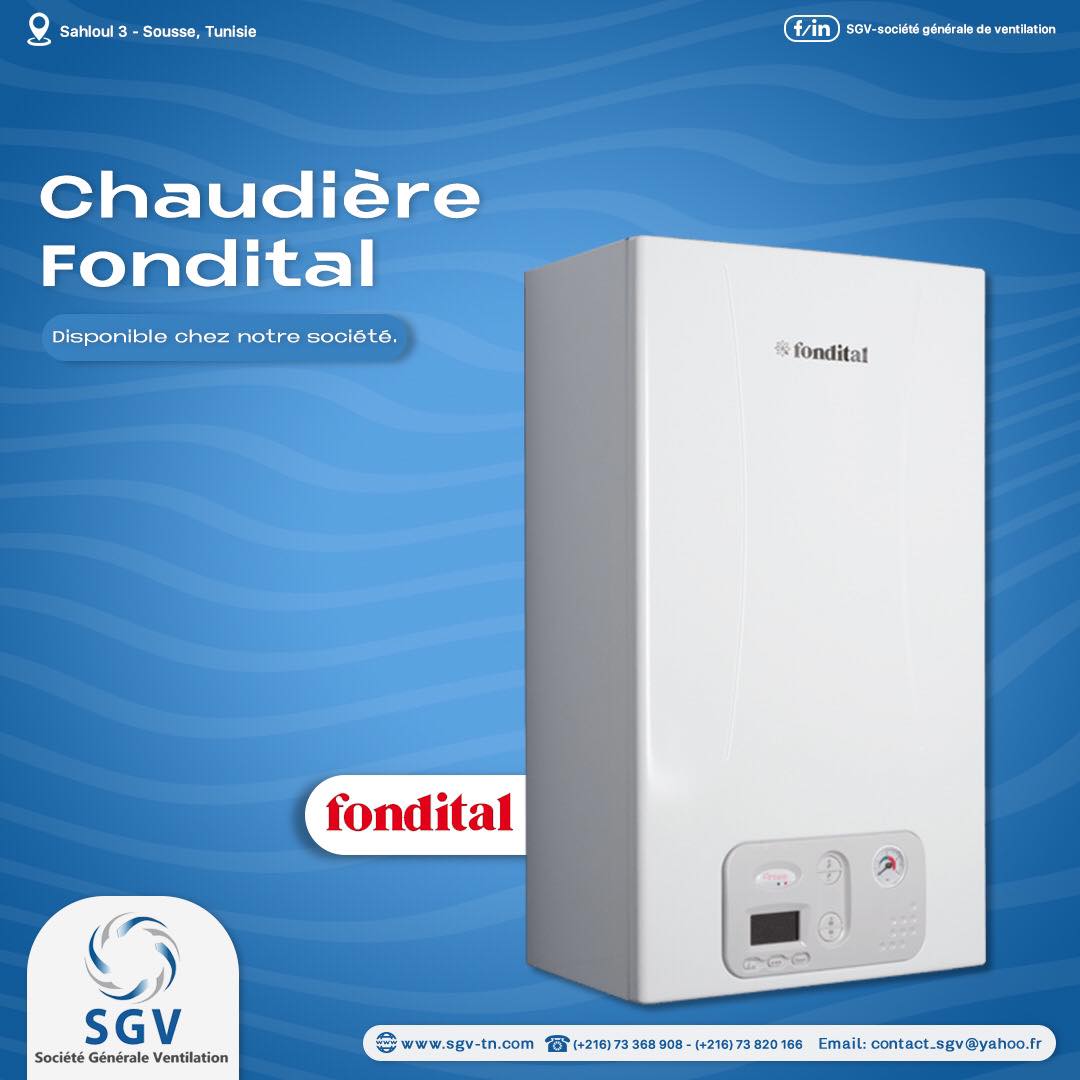 Sahloul 3 - Sousse, Tunisie
f/in SGV-société générale de ventilation
Chaudière
Fondital
Disponible chez notre société.
fondital
fondital
SGV
Société Générale Ventilation
www.sgv-tn.com (+216) 73 368 908 - (+216) 73 820 166 Email: contact_sgv@yahoo.fr